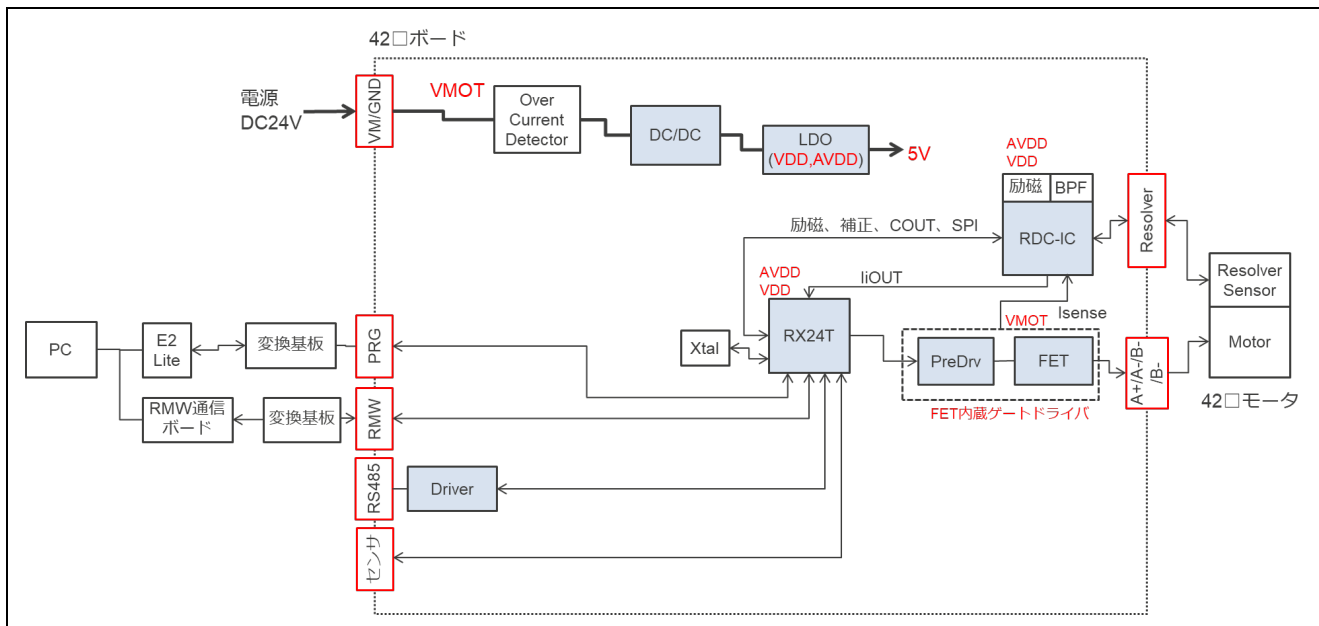 42□ボード
電源
DC24V
VM/GND
VMOT
Over
Current
Detector
DC/DC
LDO
(VDD,AVDD)
5V
AVDD
VDD
励磁
BPF
RDC-IC
Resolver
励磁、補正、COUT、SPI
IiOUT
Isense
AVDD
VDD
RX24T
Xtal
VMOT
PreDrv
FET
FET内蔵ゲートドライバ
A+/A-/B-
/B-
Resolver
Sensor
Motor
42□モータ
PC
E2
Lite
変換基板
PRG
RMW通信
ボード
変換基板
RMW
RS485
Driver
センサ